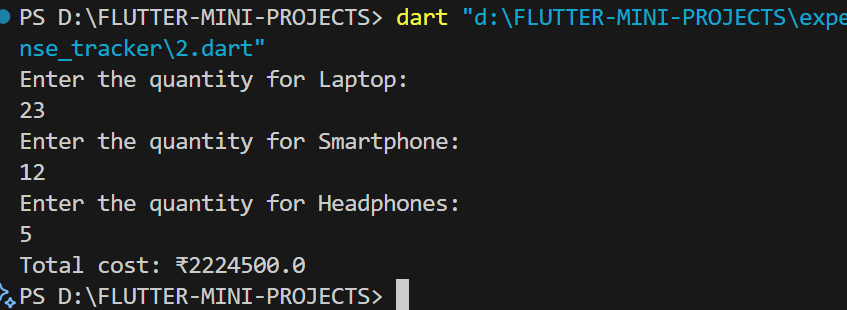 PS D:\FLUTTER-MINI-PROJECTS> dart "d:\FLUTTER-MINI-PROJECTS\expe
nse_tracker\2.dart"
Enter the quantity for Laptop:
23
Enter the quantity for Smartphone:
12
Enter the quantity for Headphones:
5
Total cost: ₹2224500.0
PS D:\FLUTTER-MINI-PROJECTS>